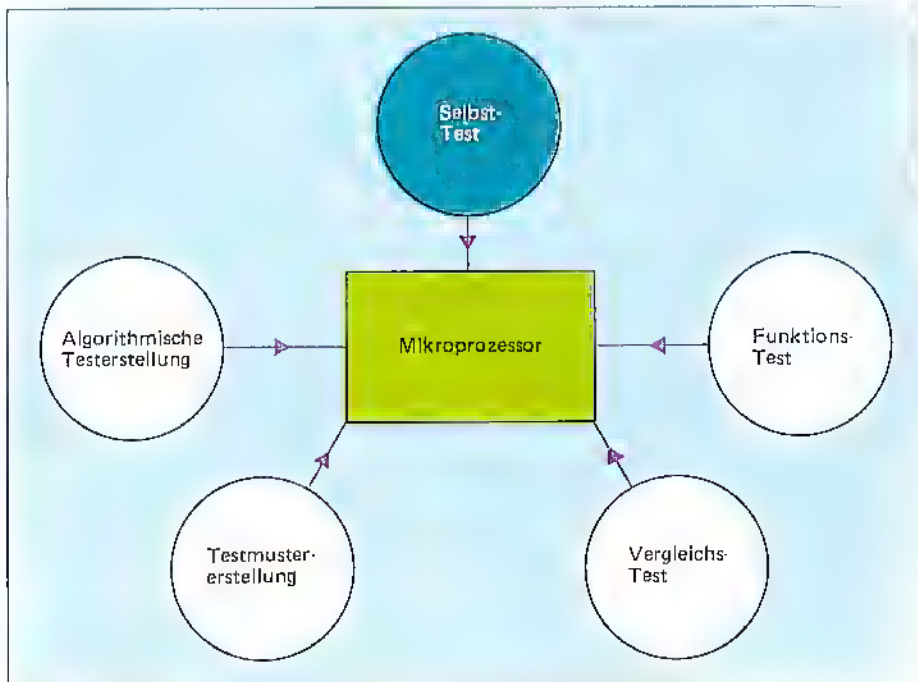 Selbst-
Test
Algorithmische
Testerstellung
Mikroprozessor
Funktions-
Test
Testmuster-
erstellung
Vergleichs-
Test